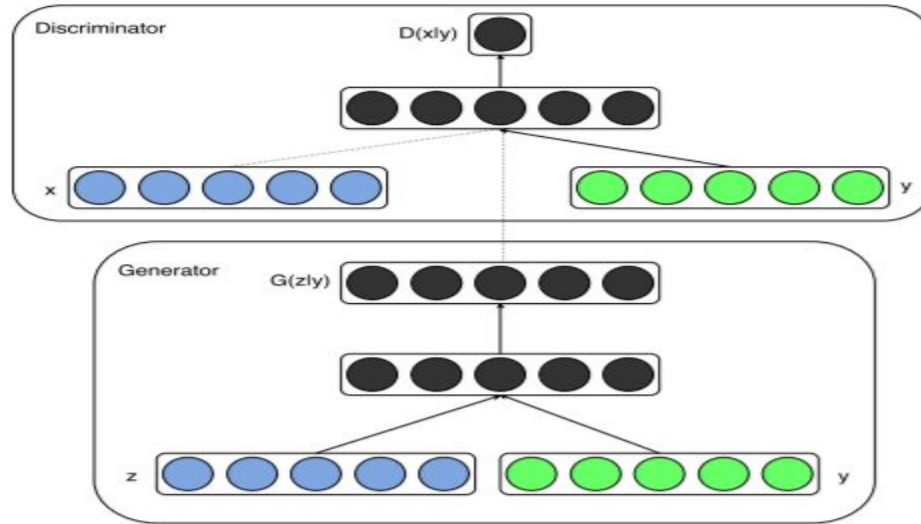 Discriminator
D(x|y)
x
y
Generator
G(z|y)
z
y